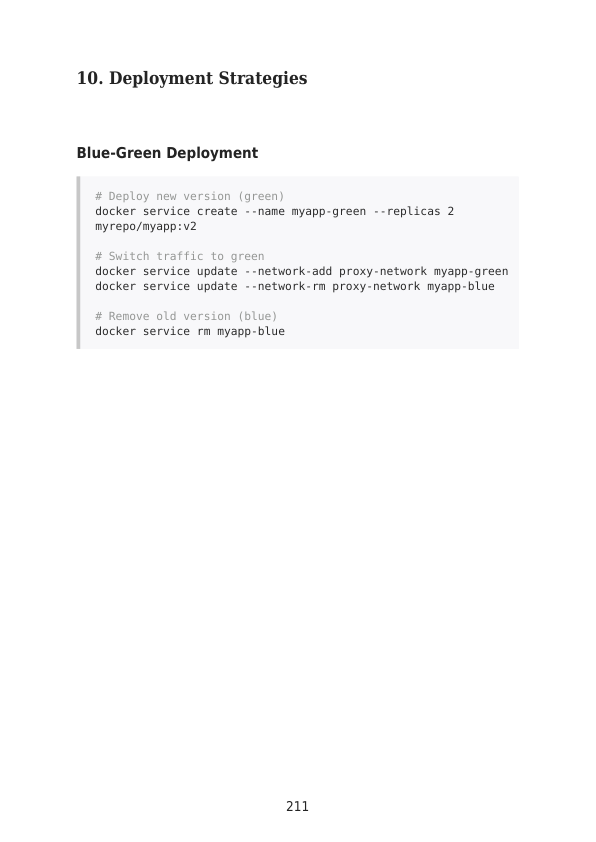 10. Deployment Strategies
Blue-Green Deployment
# Deploy new version (green)
docker service create --name myapp-green --replicas 2
myrepo/myapp:v2
# Switch traffic to green
docker service update --network-add proxy-network myapp-green
docker service update --network-rm proxy-network myapp-blue
# Remove old version (blue)
docker service rm myapp-blue
211